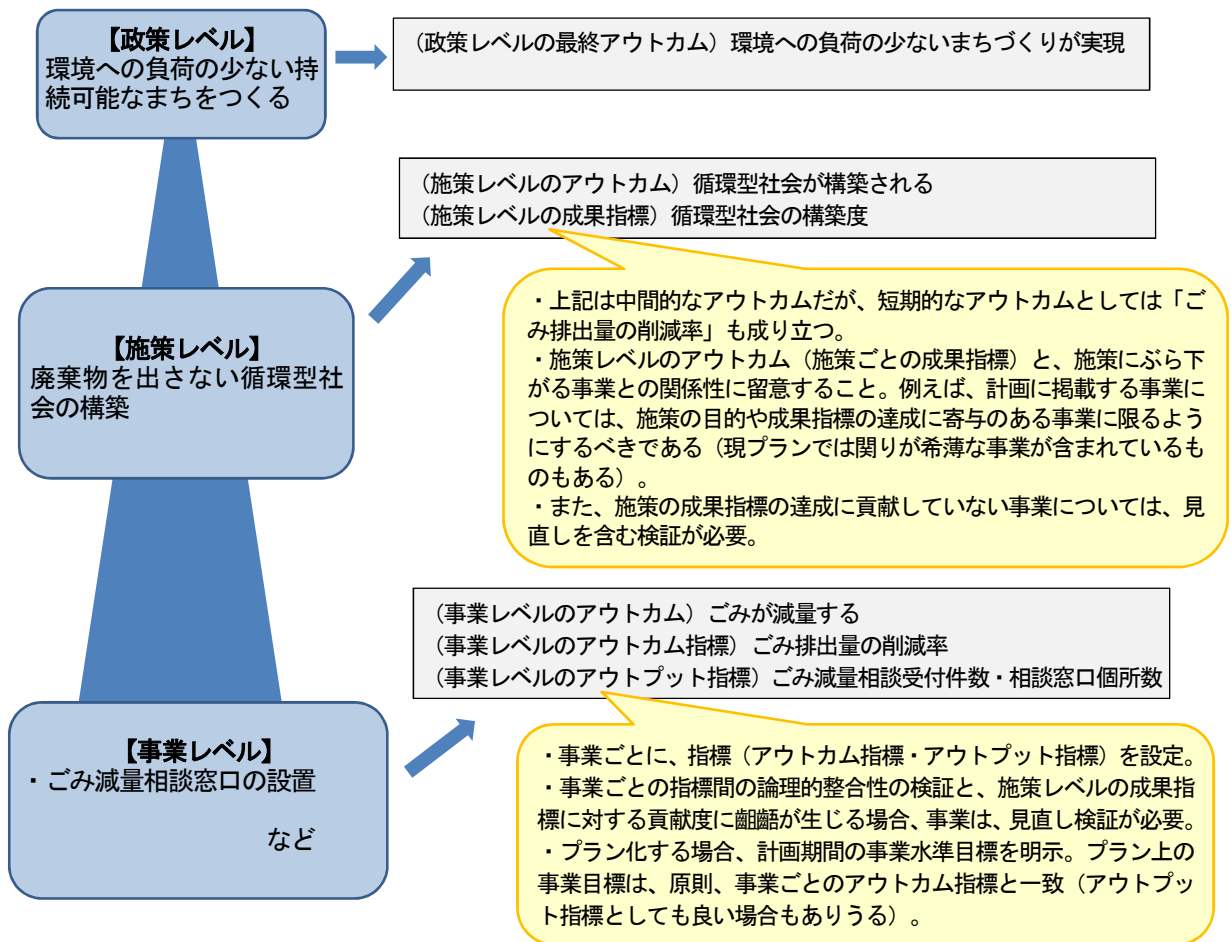 【政策レベル】
環境への負荷の少ない持
続可能なまちをつくる
（政策レベルの最終アウトカム）環境への負荷の少ないまちづくりが実現
（施策レベルのアウトカム）循環型社会が構築される
（施策レベルの成果指標）循環型社会の構築度
・上記は中間的なアウトカムだが、短期的なアウトカムとしては「ご
み排出量の削減率」も成り立つ。
・施策レベルのアウトカム（施策ごとの成果指標）と、施策にぶら下
がる事業との関係性に留意すること。例えば、計画に掲載する事業に
ついては、施策の目的や成果指標の達成に寄与のある事業に限るよう
にするべきである（現プランでは関りが希薄な事業が含まれているも
のもある）。
・また、施策の成果指標の達成に貢献していない事業については、見
直しを含む検証が必要。
【施策レベル】
廃棄物を出さない循環型社
会の構築
（事業レベルのアウトカム）ごみが減量する
（事業レベルのアウトカム指標）ごみ排出量の削減率
（事業レベルのアウトプット指標）ごみ減量相談受付件数・相談窓口個所数
【事業レベル】
・ごみ減量相談窓口の設置
など
・事業ごとに、指標（アウトカム指標・アウトプット指標）を設定。
・事業ごとの指標間の論理的整合性の検証と、施策レベルの成果指
標に対する貢献度に齟齬が生じる場合、事業は、見直し検証が必要。
・プラン化する場合、計画期間の事業水準目標を明示。プラン上の
事業目標は、原則、事業ごとのアウトカム指標と一致（アウトプッ
ト指標としても良い場合もありうる）。